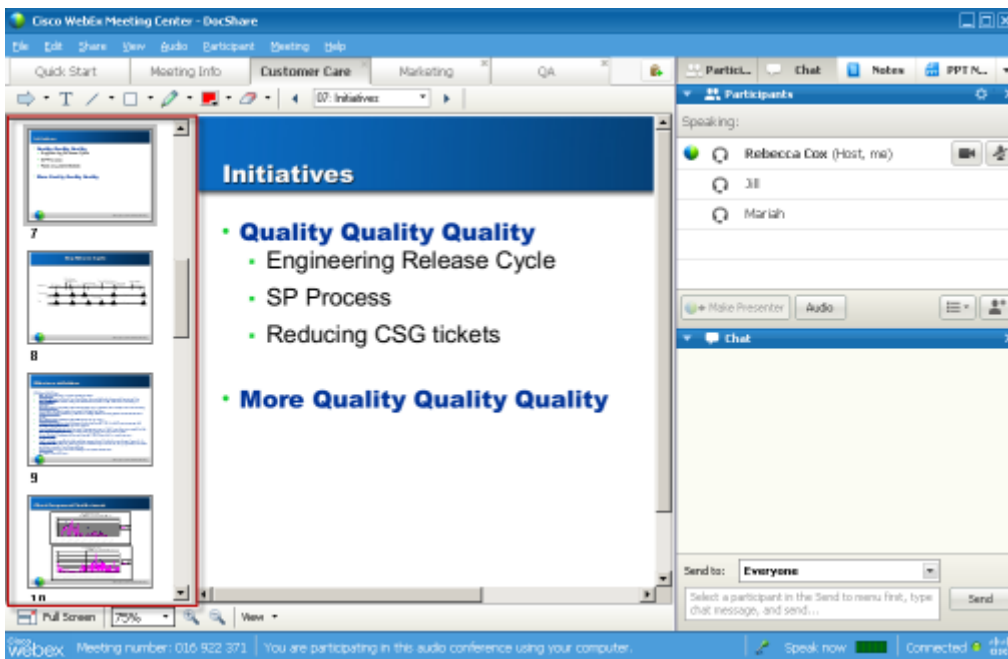 Cisco WebEx Meeting Center - DocShare
File Edit Share View Audio Participant Meeting Help
Quick Start Meeting Info Customer Care Marketing QA
Partici... Chat Notes PPT N...
T 07: Initiatives
Participants
Speaking:
Rebecca Cox (Host, me)
Jill
Mariah
Make Presenter Audio
Chat
Initiatives
7
8
9
10
Initiatives
Quality Quality Quality
Engineering Release Cycle
SP Process
Reducing CSG tickets
More Quality Quality Quality
Send to: Everyone
Select a participant in the Send to menu first, type
chat message, and send...
Send
Full Screen 75% View
Cisco
webex Meeting number: 016 922 371 You are participating in this audio conference using your computer. Speak now Connected